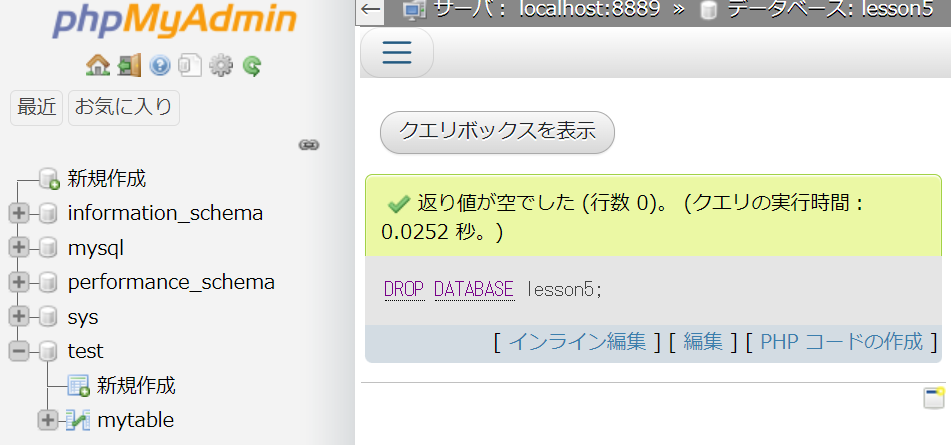 phpMyAdmin
最近 お気に入り
新規作成
information_schema
mysql
performance_schema
sys
test
新規作成
mytable
サーバ: localhost:8889 » データベース: lesson5
クエリボックスを表示
返り値が空でした (行数 0)。 (クエリの実行時間:
0.0252 秒。)
DROP DATABASE lesson5;
[ インライン編集 ] [ 編集 ] [ PHP コードの作成 ]